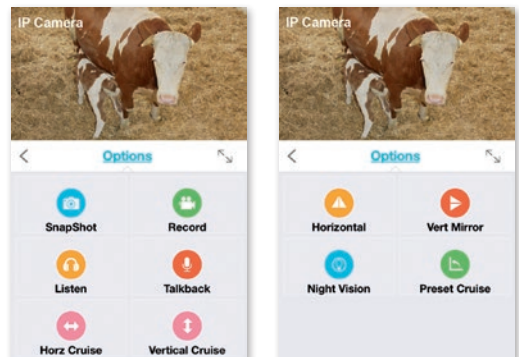 IP Camera
Options
SnapShot
Record
Listen
Talkback
Horz Cruise
Vertical Cruise
IP Camera
Options
Horizontal
Vert Mirror
Night Vision
Preset Cruise